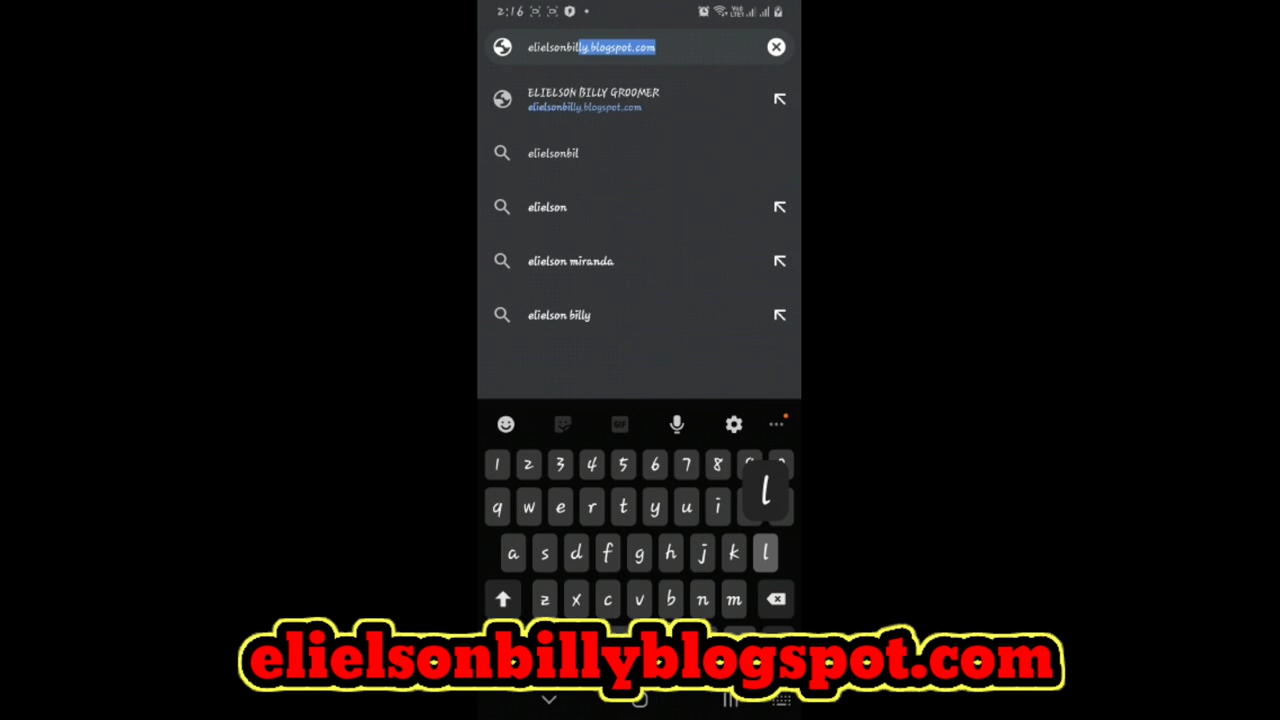 2:16
elielsonbilly.blogspot.com
ELIELSON BILLY GROOMER
elielsonbilly.blogspot.com
elielsonbil
elielson
elielson miranda
elielson billy
GIF
1 2 3 4 5 6 7 8
l
q w e r t y u i
a s d f g h j k l
z x c v b n m
elielsonbillyblogspot.com